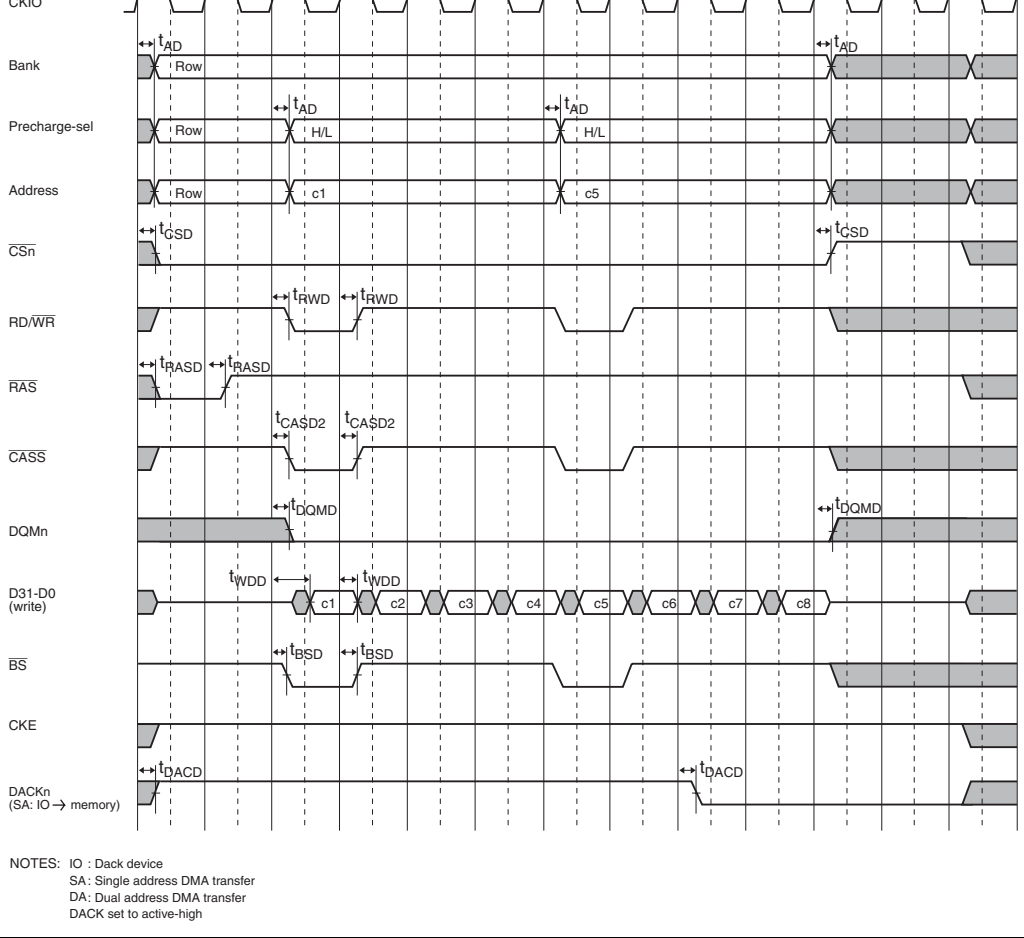 CKIO
tAD tAD
Bank Row
tAD tAD
Precharge-sel Row H/L H/L
Address Row c1 c5
tCSD tCSD
CSn
tRWD tRWD
RD/WR
tRASD tRASD
RAS
tCASD2 tCASD2
CASS
tDQMD tDQMD
DQMn
tWDD tWDD
D31-D0
(write) c1 c2 c3 c4 c5 c6 c7 c8
tBSD tBSD
BS
CKE
tDACD tDACD
DACKn
(SA: IO → memory)
NOTES: IO : Dack device
SA : Single address DMA transfer
DA : Dual address DMA transfer
DACK set to active-high